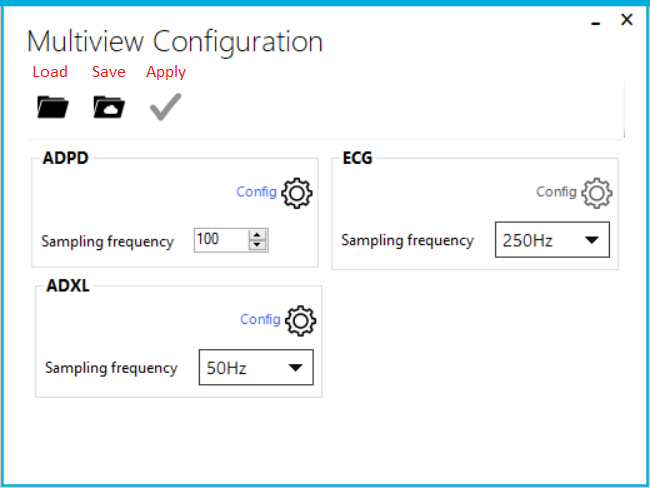 Multiview Configuration
Load Save Apply
ADPD
Config
Sampling frequency 100
ECG
Config
Sampling frequency 250Hz
ADXL
Config
Sampling frequency 50Hz